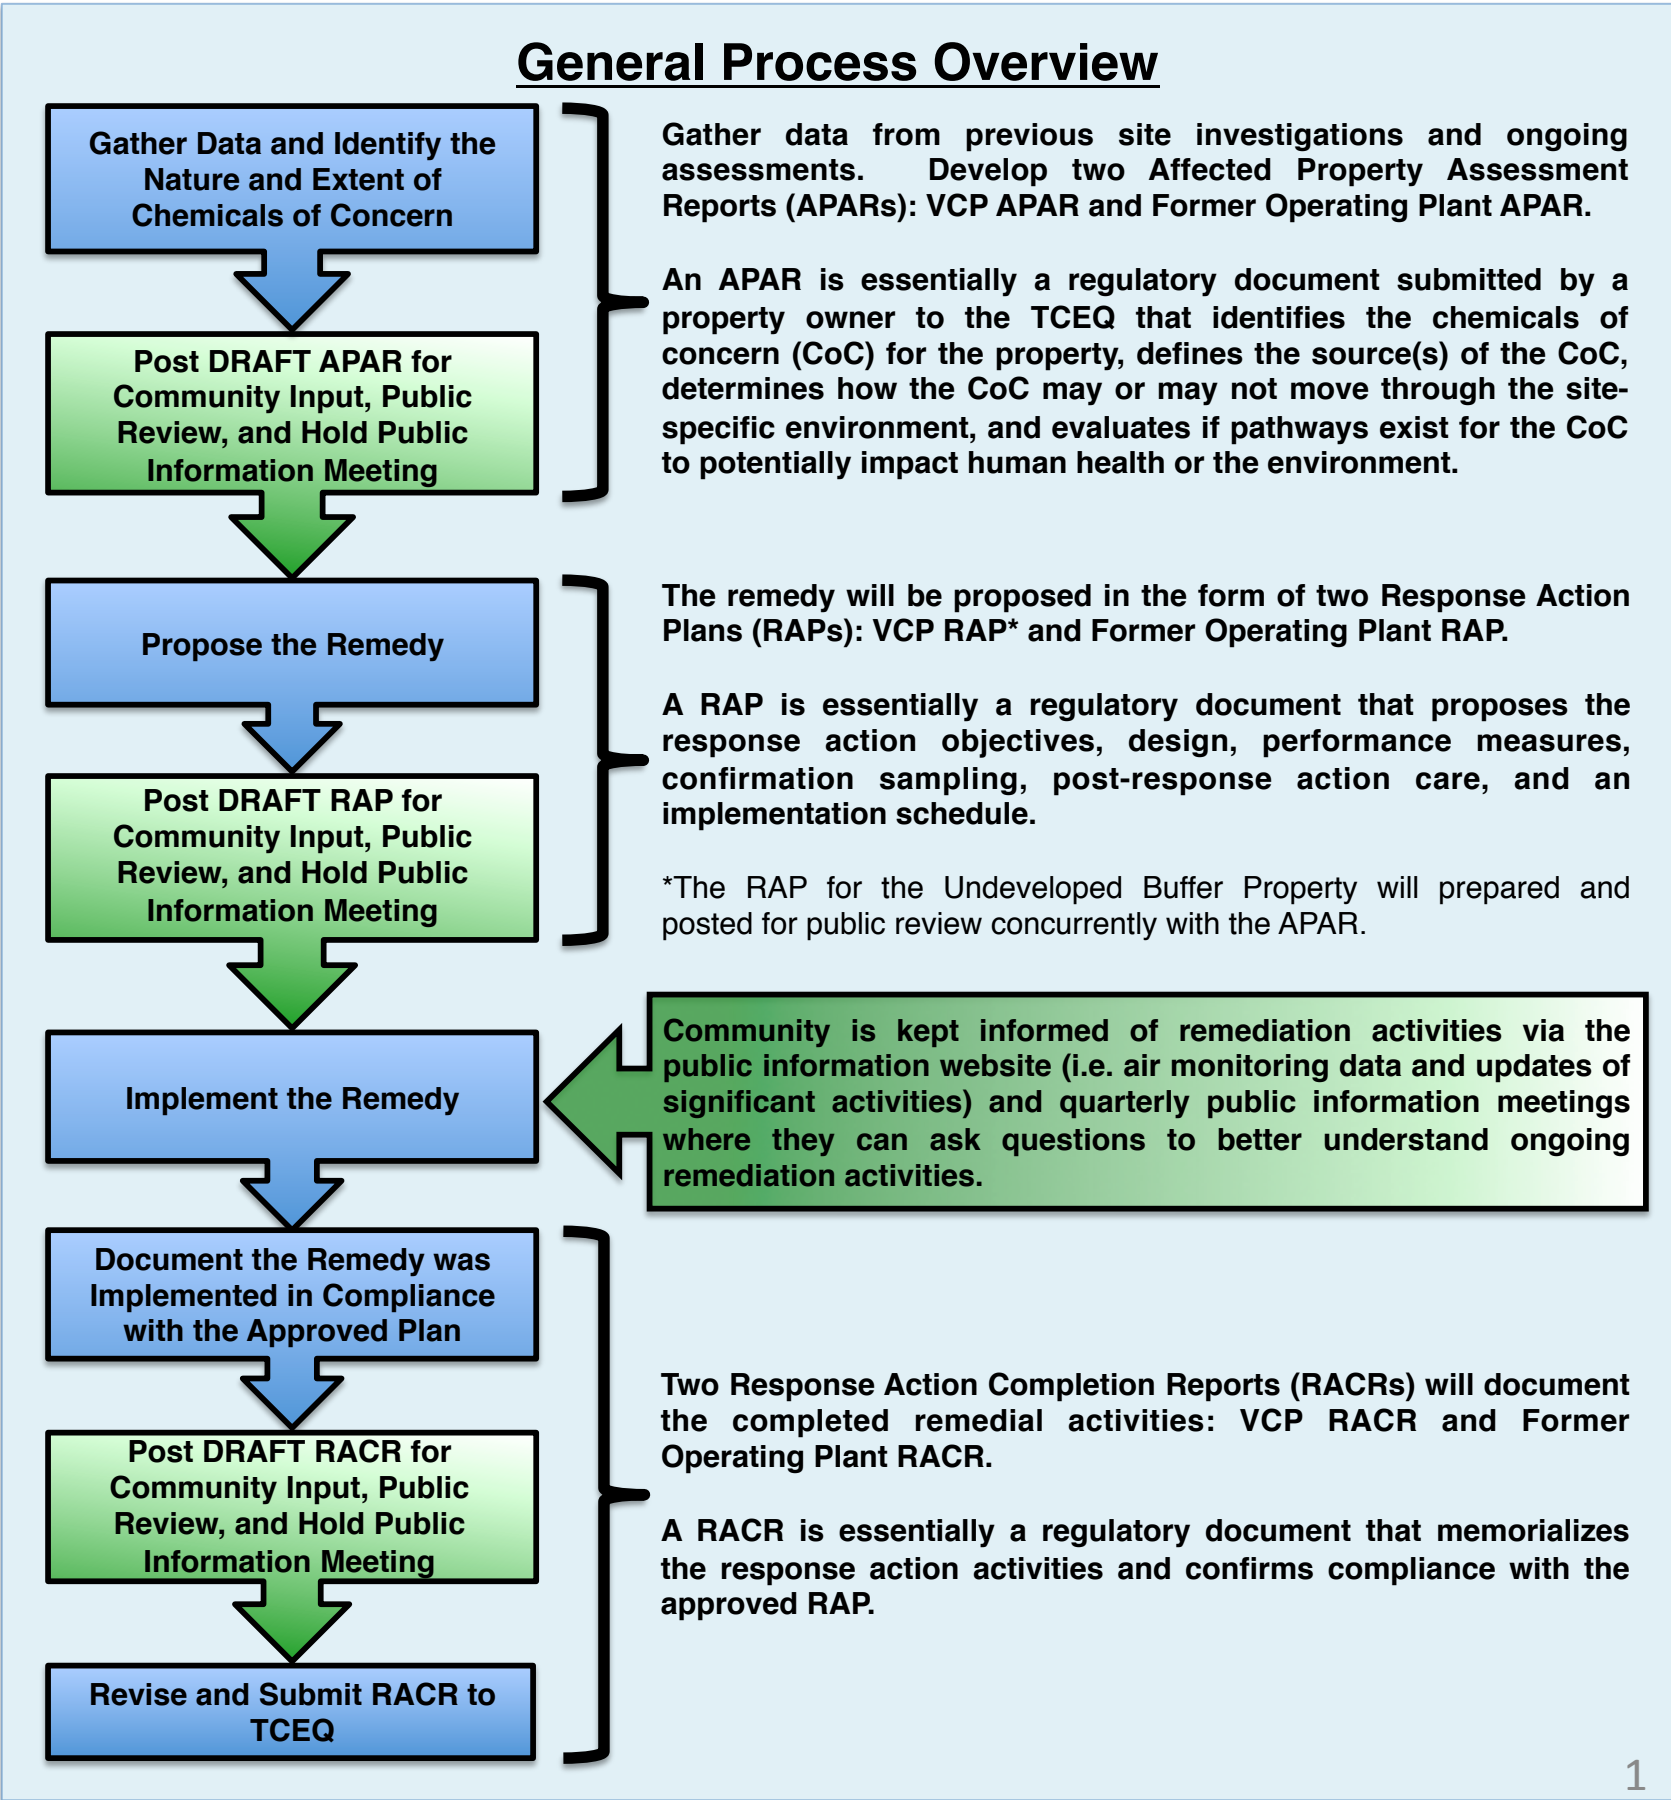 General Process Overview
Gather Data and Identify the
Nature and Extent of
Chemicals of Concern
Gather data from previous site investigations and ongoing
assessments. Develop two Affected Property Assessment
Reports (APARs): VCP APAR and Former Operating Plant APAR.
An APAR is essentially a regulatory document submitted by a
property owner to the TCEQ that identifies the chemicals of
concern (CoC) for the property, defines the source(s) of the CoC,
determines how the CoC may or may not move through the site-
specific environment, and evaluates if pathways exist for the CoC
to potentially impact human health or the environment.
Post DRAFT APAR for
Community Input, Public
Review, and Hold Public
Information Meeting
Propose the Remedy
The remedy will be proposed in the form of two Response Action
Plans (RAPs): VCP RAP* and Former Operating Plant RAP.
A RAP is essentially a regulatory document that proposes the
response action objectives, design, performance measures,
confirmation sampling, post-response action care, and an
implementation schedule.
*The RAP for the Undeveloped Buffer Property will prepared and
posted for public review concurrently with the APAR.
Post DRAFT RAP for
Community Input, Public
Review, and Hold Public
Information Meeting
Implement the Remedy
Community is kept informed of remediation activities via the
public information website (i.e. air monitoring data and updates of
significant activities) and quarterly public information meetings
where they can ask questions to better understand ongoing
remediation activities.
Document the Remedy was
Implemented in Compliance
with the Approved Plan
Post DRAFT RACR for
Community Input, Public
Review, and Hold Public
Information Meeting
Revise and Submit RACR to
TCEQ
Two Response Action Completion Reports (RACRs) will document
the completed remedial activities: VCP RACR and Former
Operating Plant RACR.
A RACR is essentially a regulatory document that memorializes
the response action activities and confirms compliance with the
approved RAP.
1